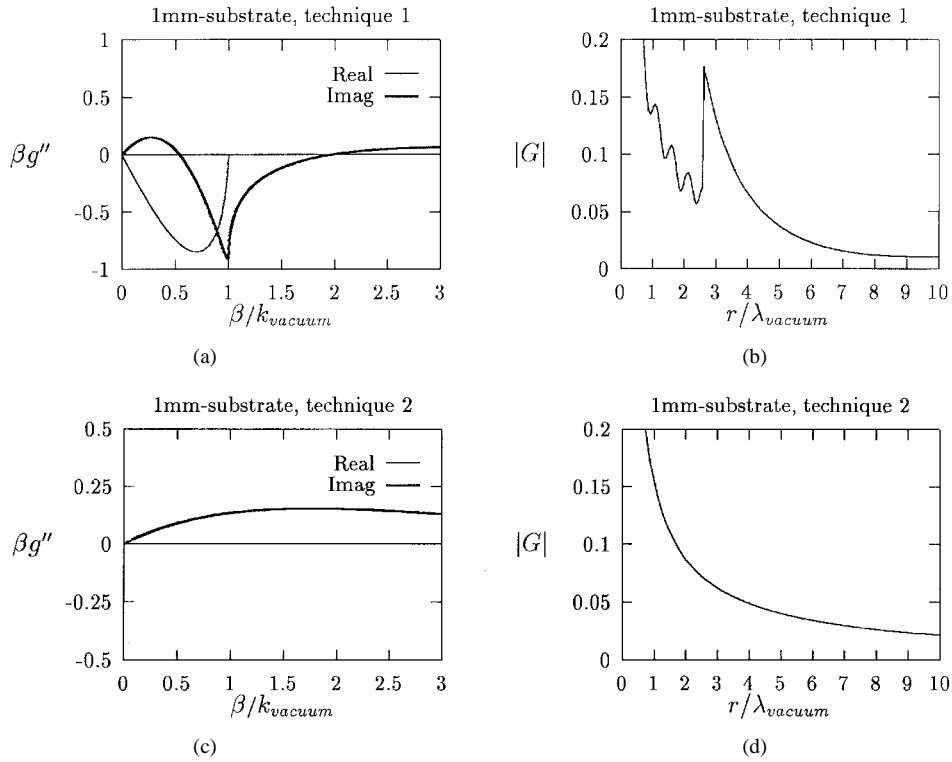 1mm-substrate, technique 1
1
0.5
0
-0.5
-1
βg″
Real
Imag
0 0.5 1 1.5 2 2.5 3
β/k_vacuum
(a)
1mm-substrate, technique 1
0.2
0.15
0.1
0.05
0
|G|
0 1 2 3 4 5 6 7 8 9 10
r/λ_vacuum
(b)
1mm-substrate, technique 2
0.5
0.25
0
-0.25
-0.5
βg″
Real
Imag
0 0.5 1 1.5 2 2.5 3
β/k_vacuum
(c)
1mm-substrate, technique 2
0.2
0.15
0.1
0.05
0
|G|
0 1 2 3 4 5 6 7 8 9 10
r/λ_vacuum
(d)